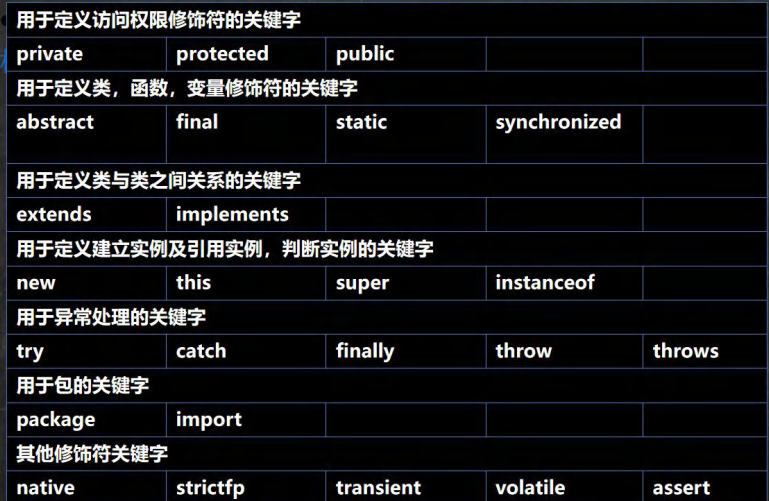 用于定义访问权限修饰符的关键字
private protected public
用于定义类，函数，变量修饰符的关键字
abstract final static synchronized
用于定义类与类之间关系的关键字
extends implements
用于定义建立实例及引用实例，判断实例的关键字
new this super instanceof
用于异常处理的关键字
try catch finally throw throws
用于包的关键字
package import
其他修饰符关键字
native strictfp transient volatile assert